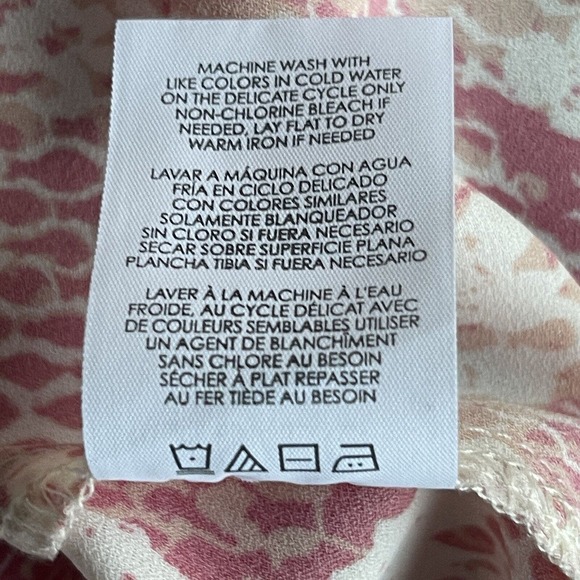 MACHINE WASH WITH
LIKE COLORS IN COLD WATER
ON THE DELICATE CYCLE ONLY
NON-CHLORINE BLEACH IF
NEEDED, LAY FLAT TO DRY
WARM IRON IF NEEDED
LAVAR A MÁQUINA CON AGUA
FRÍA EN CICLO DELICADO
CON COLORES SIMILARES
SOLAMENTE BLANQUEADOR
SIN CLORO SI FUERA NECESARIO
SECAR SOBRE SUPERFICIE PLANA
PLANCHA TIBIA SI FUERA NECESARIO
LAVER À LA MACHINE À L'EAU
FROIDE, AU CYCLE DÉLICAT AVEC
DE COULEURS SEMBLABLES UTILISER
UN AGENT DE BLANCHÎMENT
SANS CHLORE AU BESOIN
SÉCHER À PLAT REPASSER
AU FER TIÈDE AU BESOIN